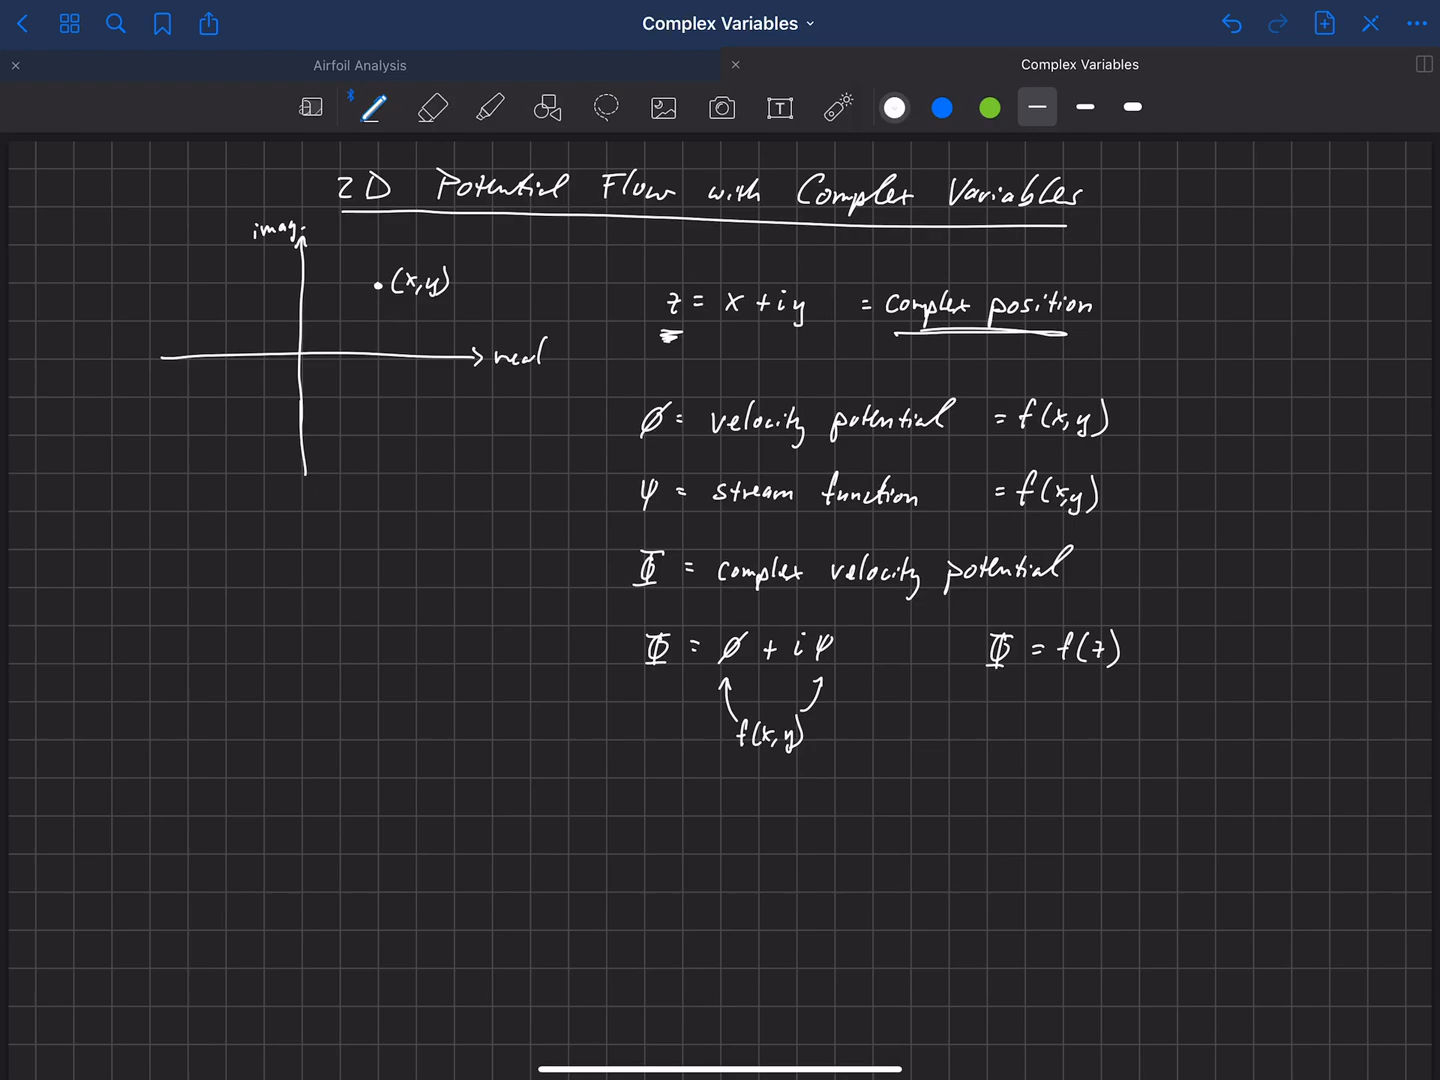 Complex Variables
Airfoil Analysis
Complex Variables
T
2D Potential Flow with Complex Variables
imag.
•(x,y)
real
z = x + iy = complex position
φ = velocity potential = f(x,y)
ψ = stream function = f(x,y)
Φ = complex velocity potential
Φ = φ + iψ Φ = f(z)
f(x,y)